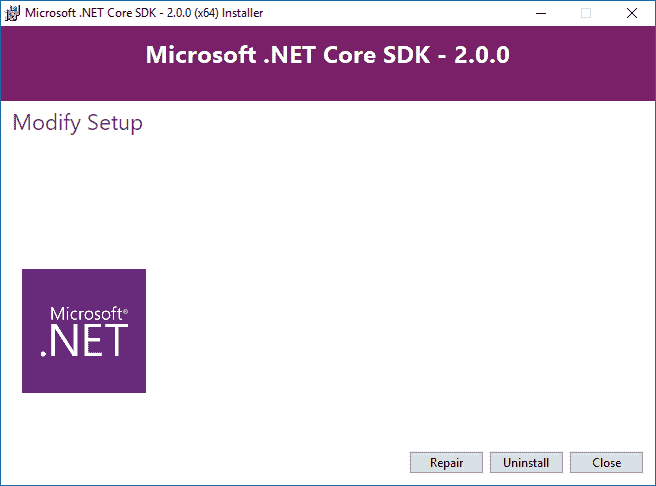 Microsoft .NET Core SDK - 2.0.0 (x64) Installer
Microsoft .NET Core SDK - 2.0.0
Modify Setup
Microsoft®
.NET
Repair Uninstall Close